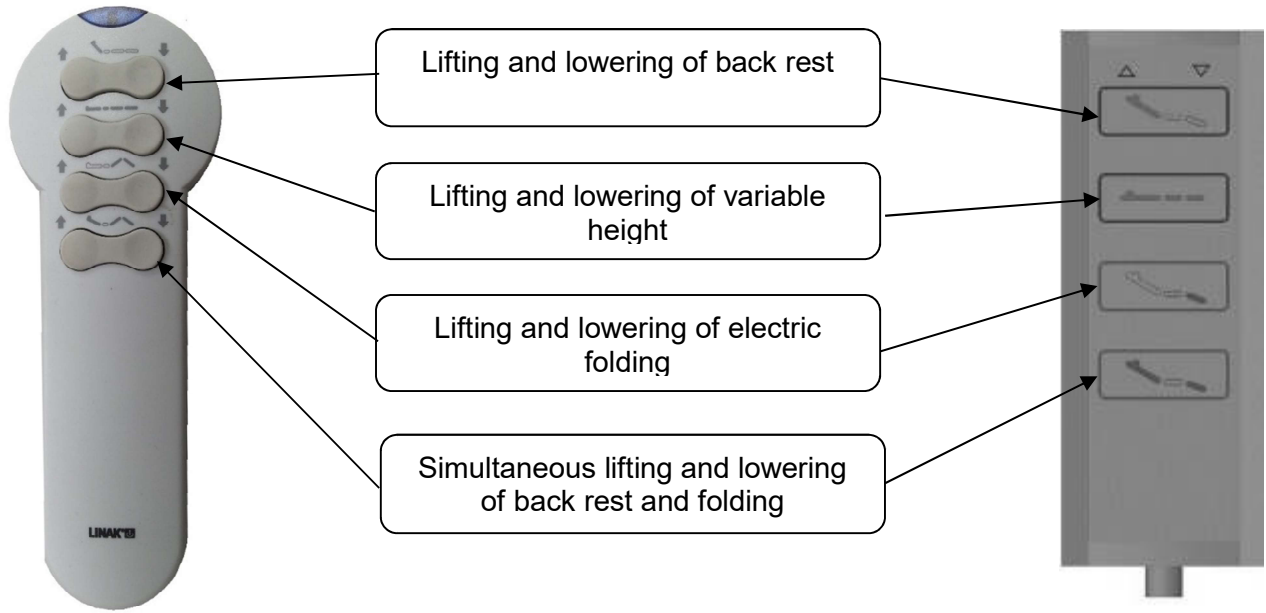 Lifting and lowering of back rest
Lifting and lowering of variable
height
Lifting and lowering of electric
folding
Simultaneous lifting and lowering
of back rest and folding
LINAK